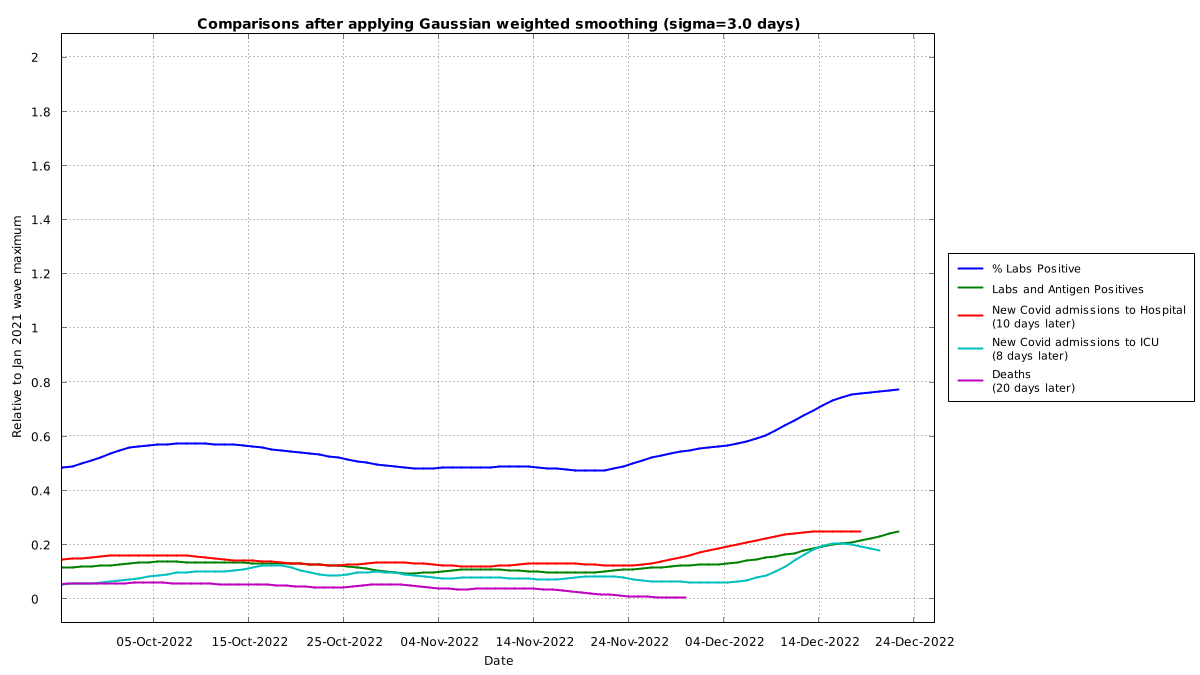 Comparisons after applying Gaussian weighted smoothing (sigma=3.0 days)
Relative to Jan 2021 wave maximum
2
1.8
1.6
1.4
1.2
1
0.8
0.6
0.4
0.2
0
05-Oct-2022
15-Oct-2022
25-Oct-2022
04-Nov-2022
14-Nov-2022
24-Nov-2022
04-Dec-2022
14-Dec-2022
24-Dec-2022
Date
% Labs Positive
Labs and Antigen Positives
New Covid admissions to Hospital
(10 days later)
New Covid admissions to ICU
(8 days later)
Deaths
(20 days later)